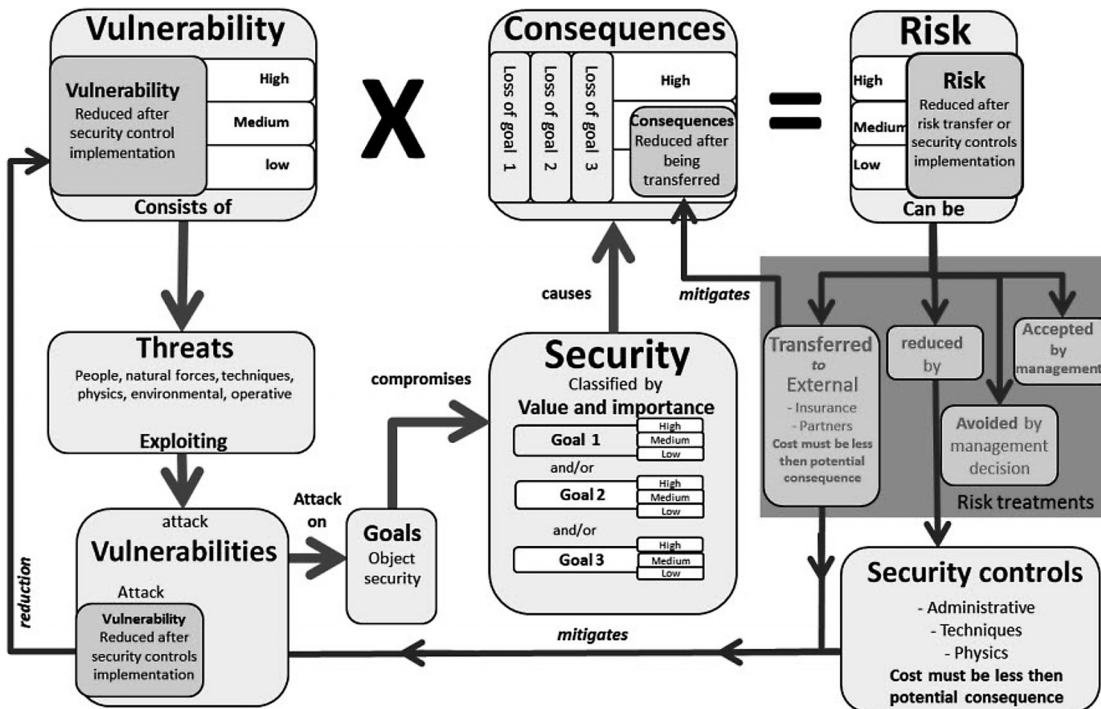 Vulnerability
Vulnerability
Reduced after
security control
implementation
High
Medium
low
Consists of
X
Consequences
Loss of goal 1
Loss of goal 2
Loss of goal 3
High
Consequences
Reduced after
being
transferred
=
Risk
High
Medium
Low
Risk
Reduced after
risk transfer or
security controls
implementation
Can be
Threats
People, natural forces, techniques,
physics, environmental, operative
Exploiting
causes
mitigates
Security
Classified by
Value and importance
Goal 1
High
Medium
Low
and/or
Goal 2
High
Medium
Low
and/or
Goal 3
High
Medium
Low
compromises
Transferred
to
External
- Insurance
- Partners
Cost must be less
then potential
consequence
reduced
by
Accepted
by
management
Avoided by
management
decision
Risk treatments
attack
Vulnerabilities
Attack
Vulnerability
Reduced after
security controls
implementation
Attack
on
Goals
Object
security
reduction
mitigates
Security controls
- Administrative
- Techniques
- Physics
Cost must be less then
potential consequence